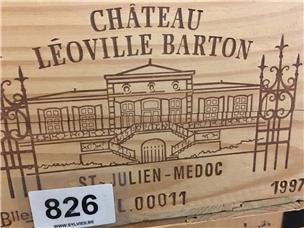 CHÂTEAU
LÉOVILLE BARTON
ST-JULIEN-MEDOC
L.00011 1997
826
WWW.SYLVIES.BE